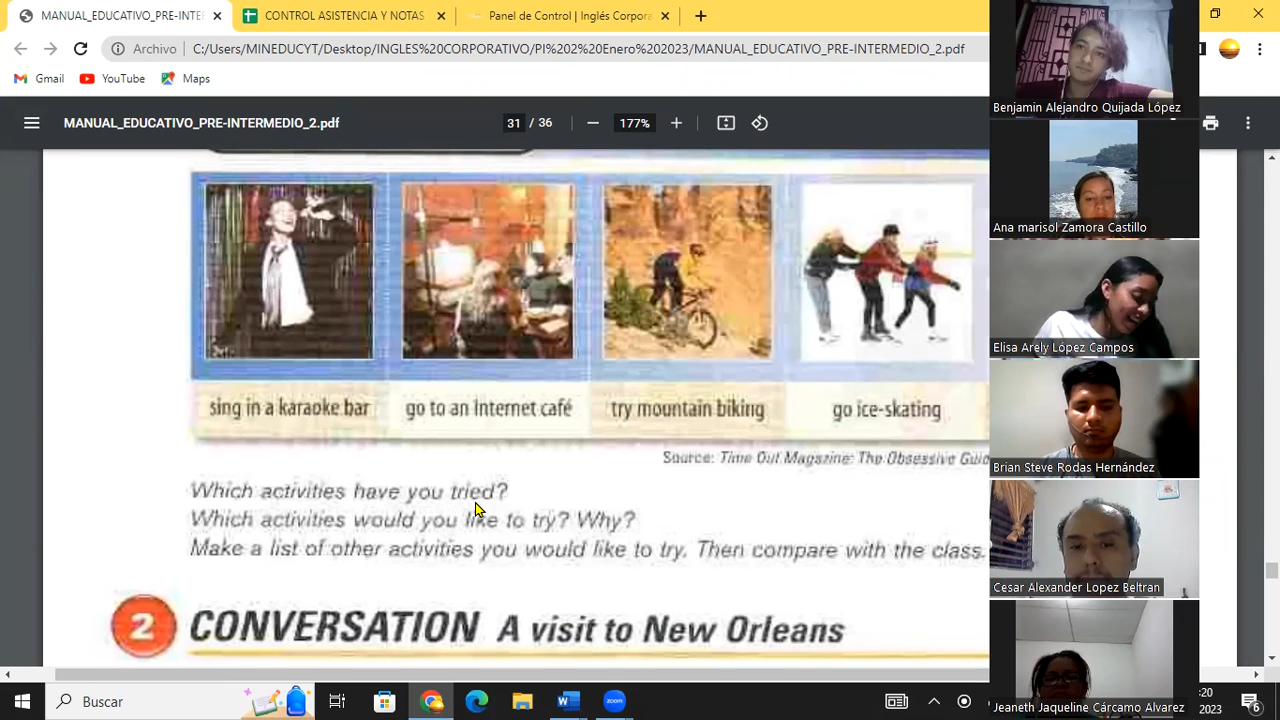 MANUAL_EDUCATIVO_PRE-INTER
CONTROL ASISTENCIA Y NOTAS
Panel de Control | Inglés Corpora
Archivo
C:/Users/MINEDUCYT/Desktop/INGLES%20CORPORATIVO/PI%202%20Enero%202023/MANUAL_EDUCATIVO_PRE-INTERMEDIO_2.pdf
Gmail
YouTube
Maps
MANUAL_EDUCATIVO_PRE-INTERMEDIO_2.pdf
31 / 36
177%
sing in a karaoke bar
go to an Internet café
try mountain biking
go ice-skating
Source: Time Out Magazine: The Obsessive Guid
Which activities have you tried?
Which activities would you like to try? Why?
Make a list of other activities you would like to try. Then compare with the class.
2 CONVERSATION A visit to New Orleans
Benjamin Alejandro Quijada López
Ana marisol Zamora Castillo
Elisa Arely López Campos
Brian Steve Rodas Hernández
Cesar Alexander Lopez Beltran
Jeaneth Jaqueline Cárcamo Alvarez
Buscar
zoom
:20
2023
6